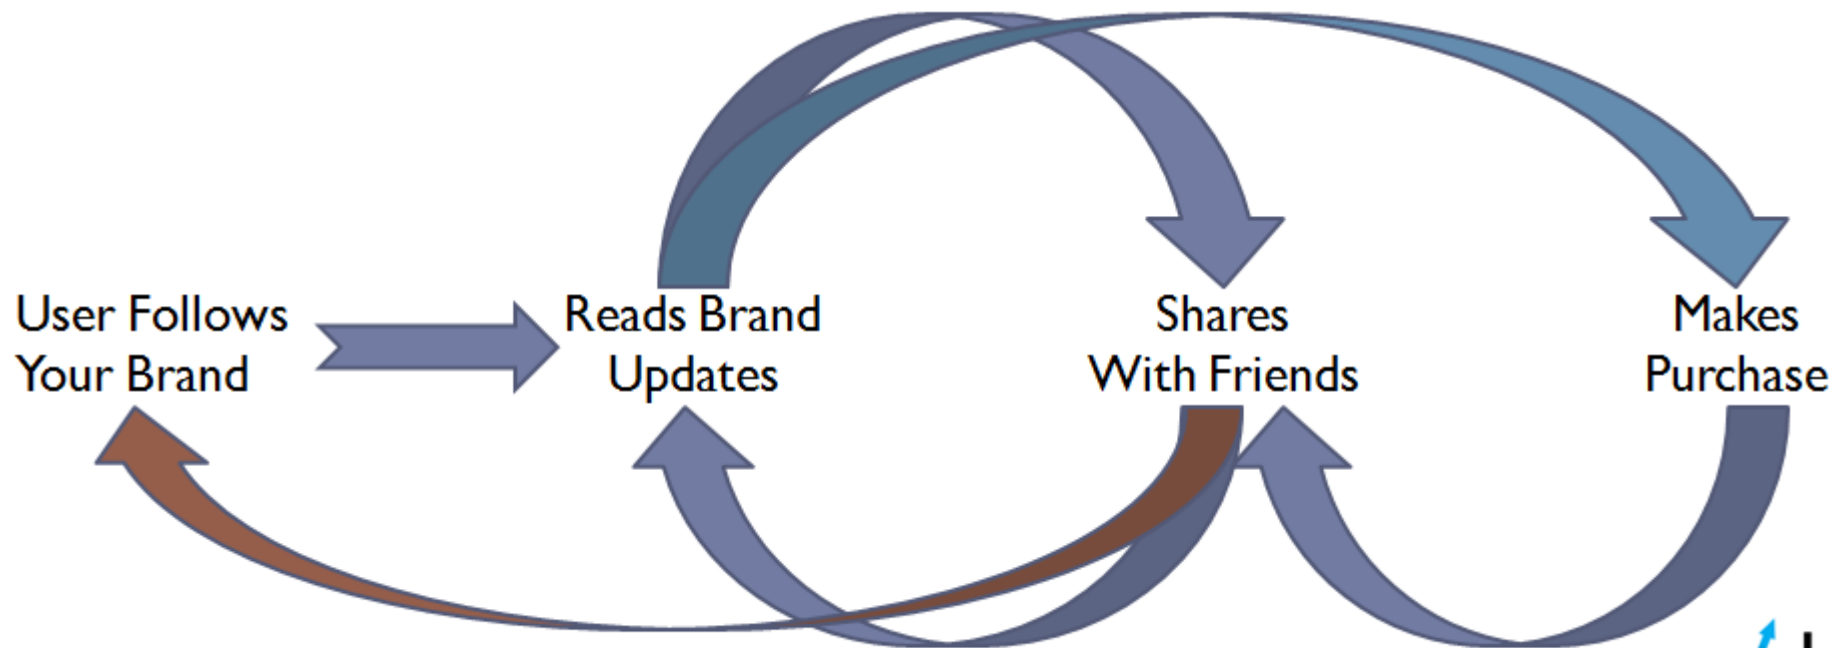 User Follows
Your Brand
Reads Brand
Updates
Shares
With Friends
Makes
Purchase